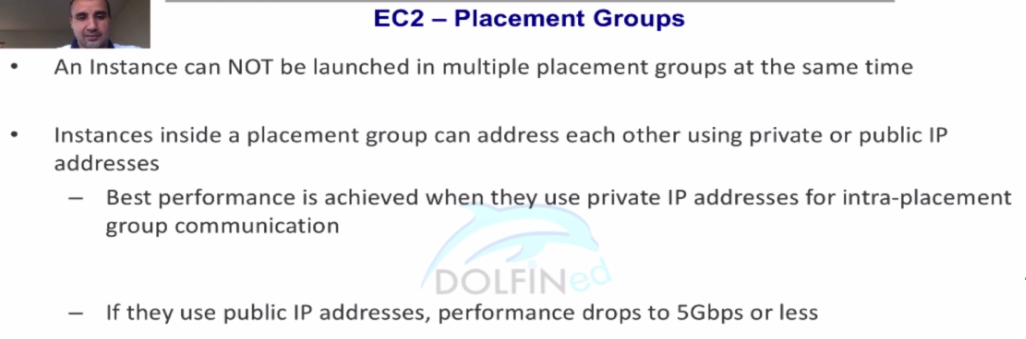 EC2 – Placement Groups
• An Instance can NOT be launched in multiple placement groups at the same time
• Instances inside a placement group can address each other using private or public IP
addresses
– Best performance is achieved when they use private IP addresses for intra-placement
group communication
DOLFINed
– If they use public IP addresses, performance drops to 5Gbps or less